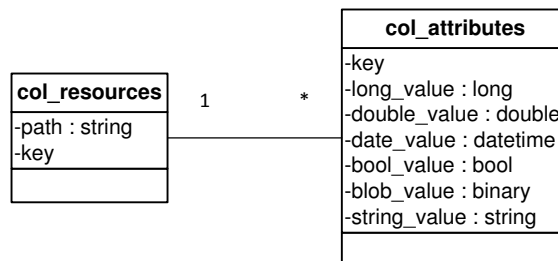 col_resources
-path : string
-key
1
*
col_attributes
-key
-long_value : long
-double_value : double
-date_value : datetime
-bool_value : bool
-blob_value : binary
-string_value : string